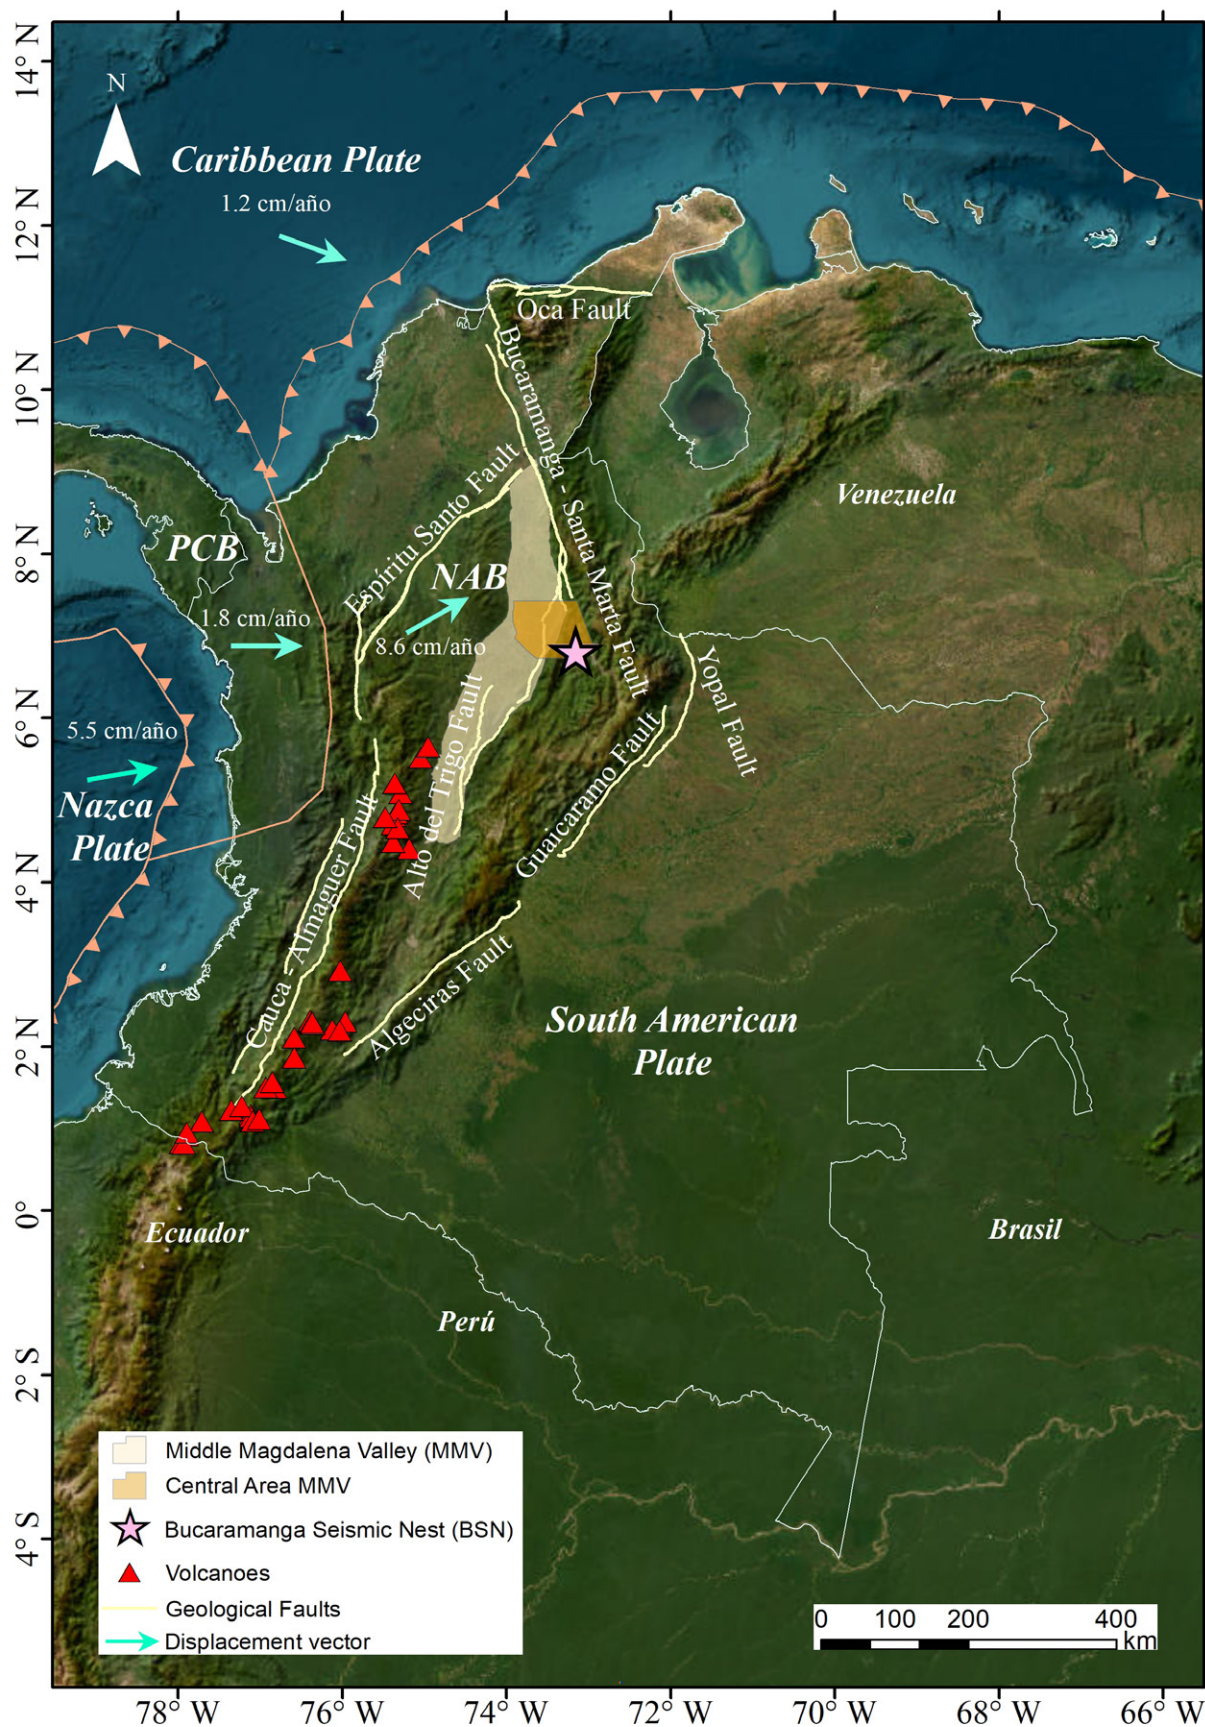 14° N
12° N
10° N
8° N
6° N
4° N
2° N
0°
2° S
4° S
N
Caribbean Plate
1.2 cm/año
Oca Fault
Bucaramanga - Santa Marta Fault
Espíritu Santo Fault
Venezuela
PCB
NAB
1.8 cm/año
8.6 cm/año
Yopal Fault
5.5 cm/año
Nazca
Plate
Alto del Trigo Fault
Guaicaramo Fault
Cauca - Almaguer Fault
Algeciras Fault
South American
Plate
Ecuador
Brasil
Perú
Middle Magdalena Valley (MMV)
Central Area MMV
Bucaramanga Seismic Nest (BSN)
Volcanoes
Geological Faults
Displacement vector
0 100 200 400
km
78° W 76° W 74° W 72° W 70° W 68° W 66° W